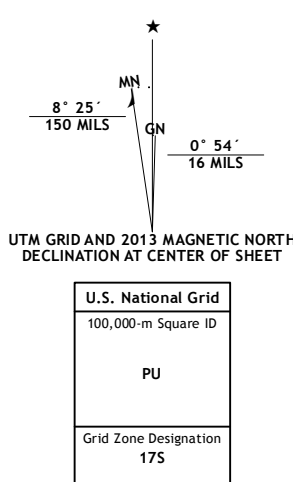 ★
MN
8° 25´
150 MILS
GN
0° 54´
16 MILS
UTM GRID AND 2013 MAGNETIC NORTH
DECLINATION AT CENTER OF SHEET
U.S. National Grid
100,000-m Square ID
PU
Grid Zone Designation
17S